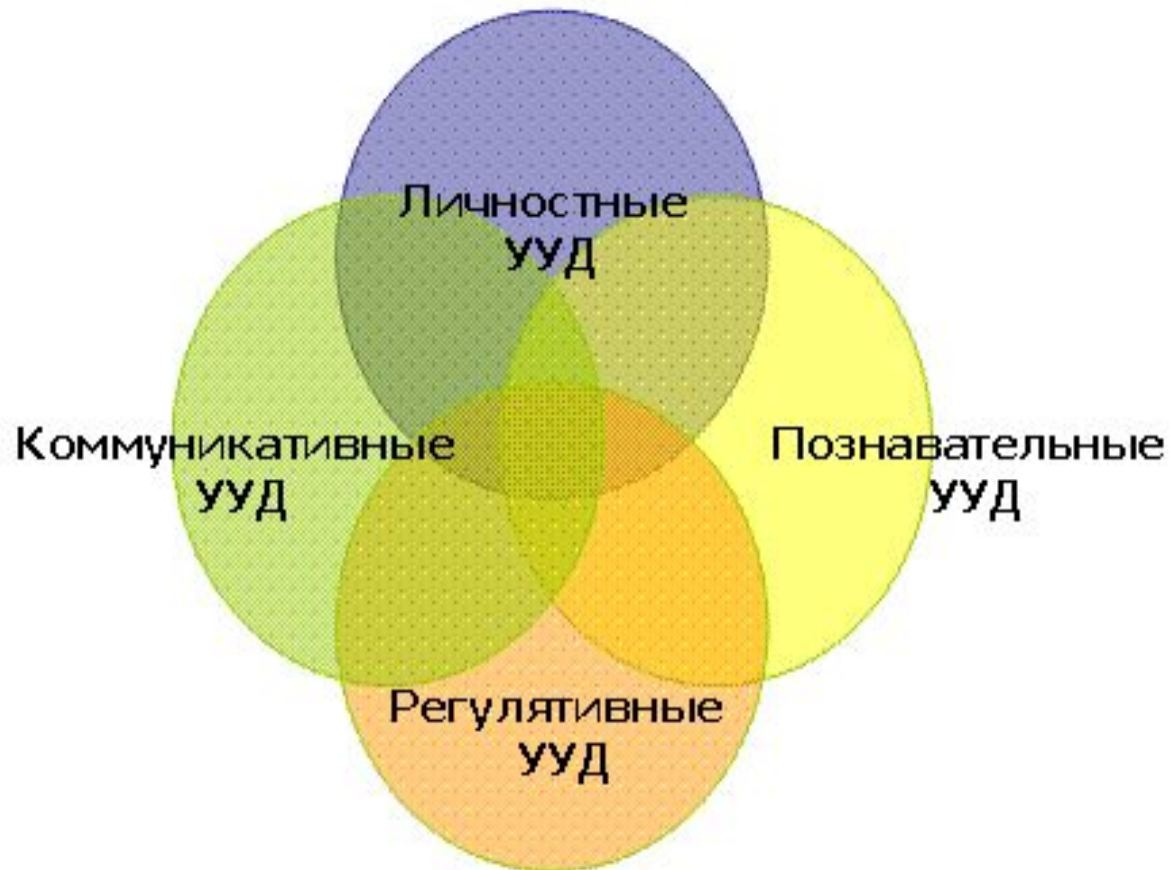 Личностные
УУД
Коммуникативные
УУД
Познавательные
УУД
Регулятивные
УУД